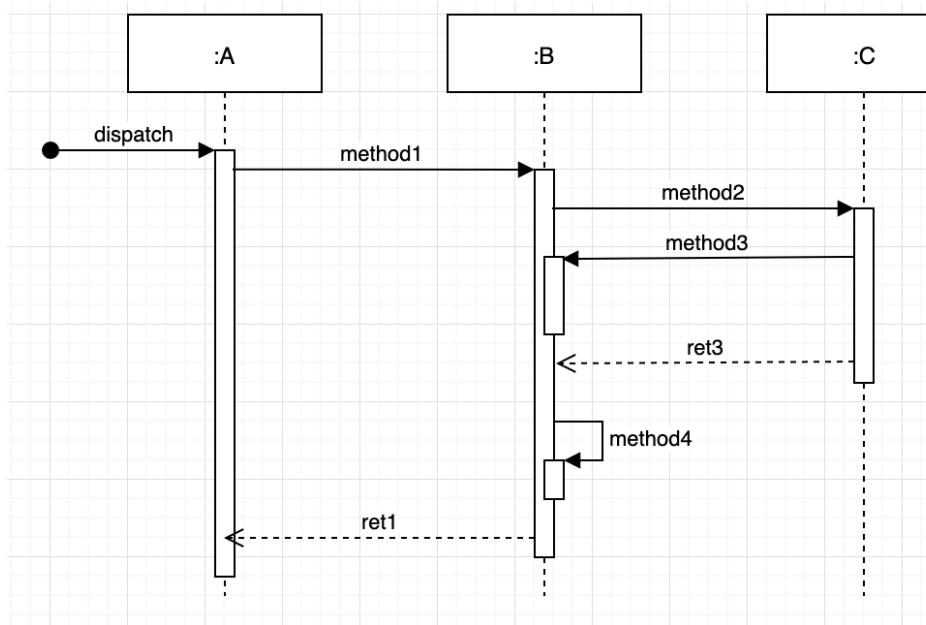 :A
:B
:C
dispatch
method1
method2
method3
ret3
method4
ret1